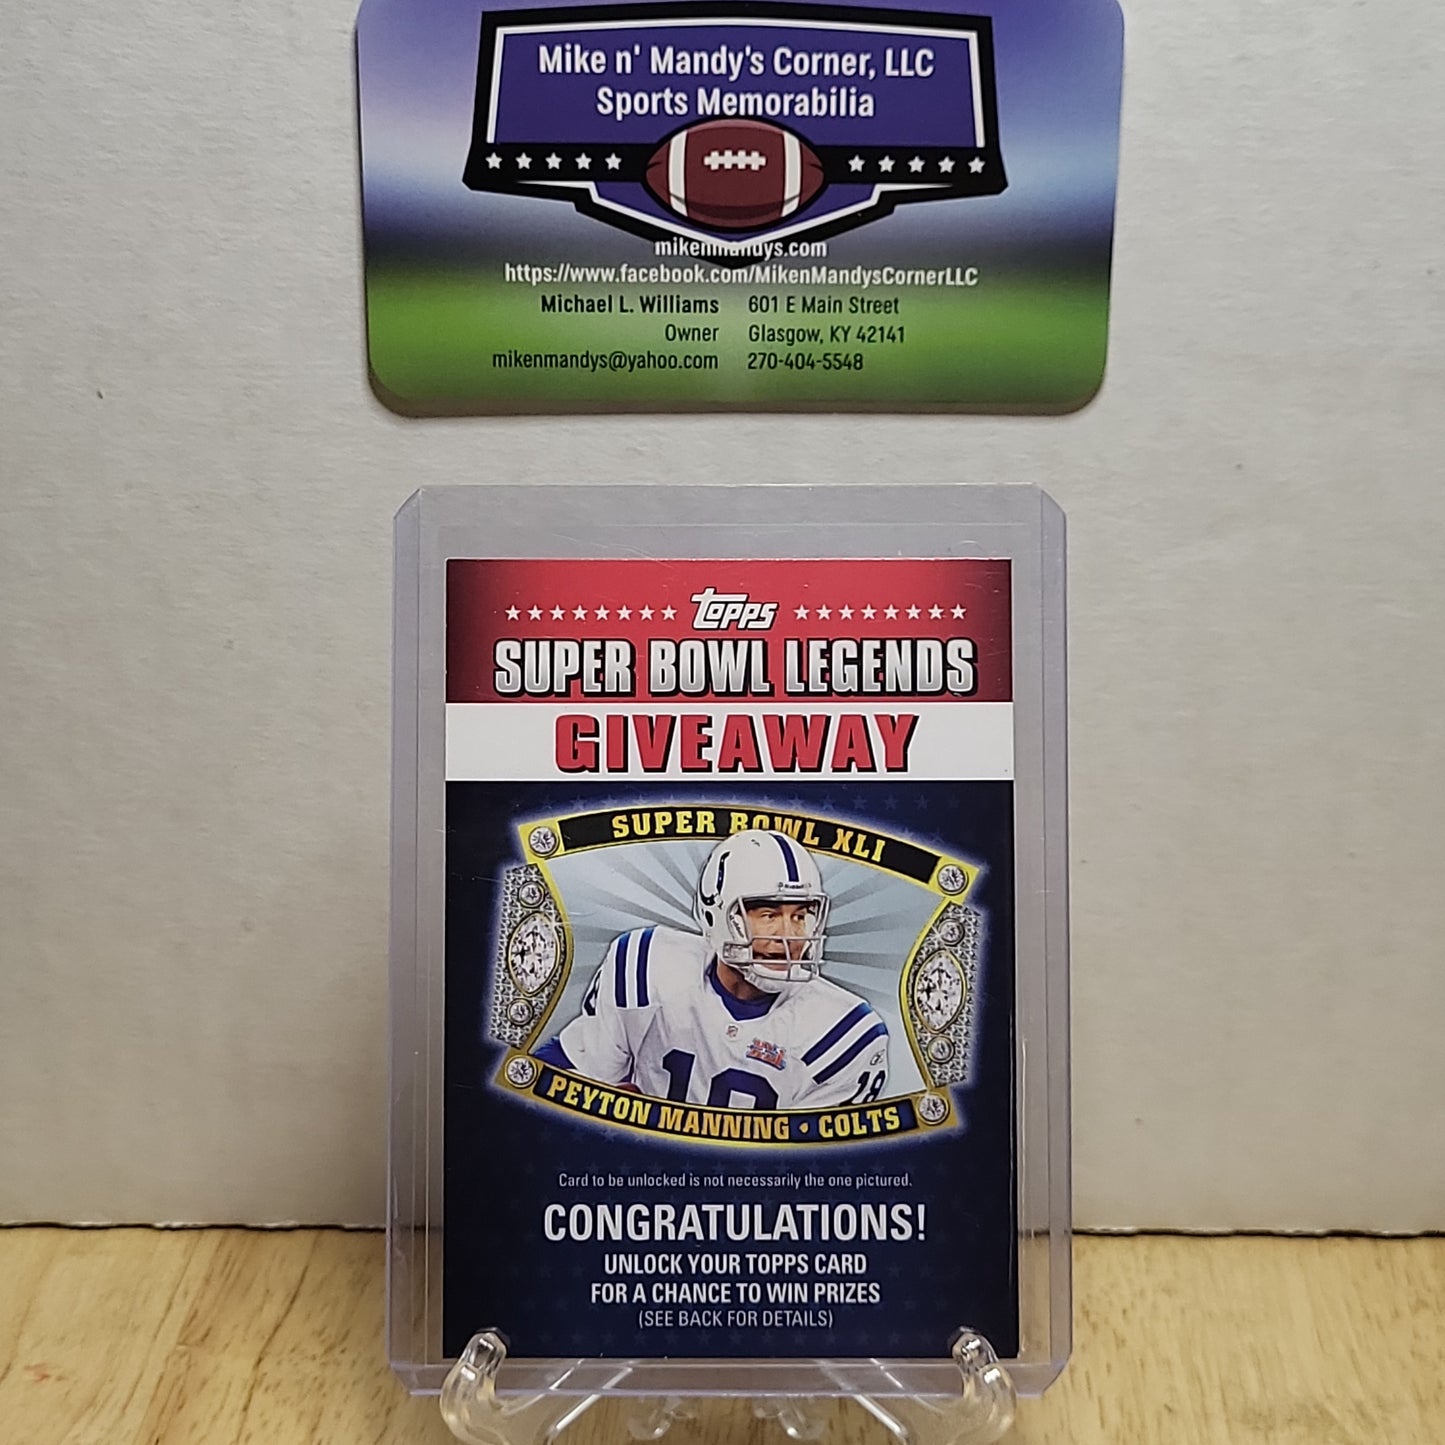 Mike n' Mandy's Corner, LLC
Sports Memorabilia
mikenmandys.com
https://www.facebook.com/MikenMandysCornerLLC
Michael L. Williams
Owner
mikenmandys@yahoo.com
601 E Main Street
Glasgow, KY 42141
270-404-5548
Topps
SUPER BOWL LEGENDS
GIVEAWAY
SUPER BOWL XLI
Riddell
18
18
PEYTON MANNING • COLTS
Card to be unlocked is not necessarily the one pictured.
CONGRATULATIONS!
UNLOCK YOUR TOPPS CARD
FOR A CHANCE TO WIN PRIZES
(SEE BACK FOR DETAILS)